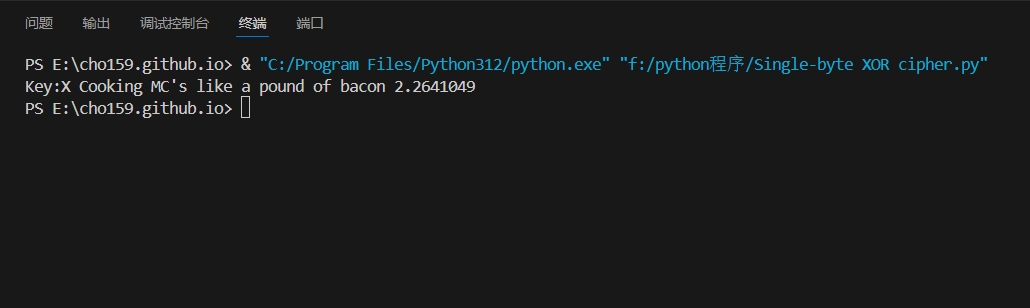 问题 输出 调试控制台 终端 端口
PS E:\cho159.github.io> & "C:/Program Files/Python312/python.exe" "f:/python程序/Single-byte XOR cipher.py"
Key:X Cooking MC's like a pound of bacon 2.2641049
PS E:\cho159.github.io>